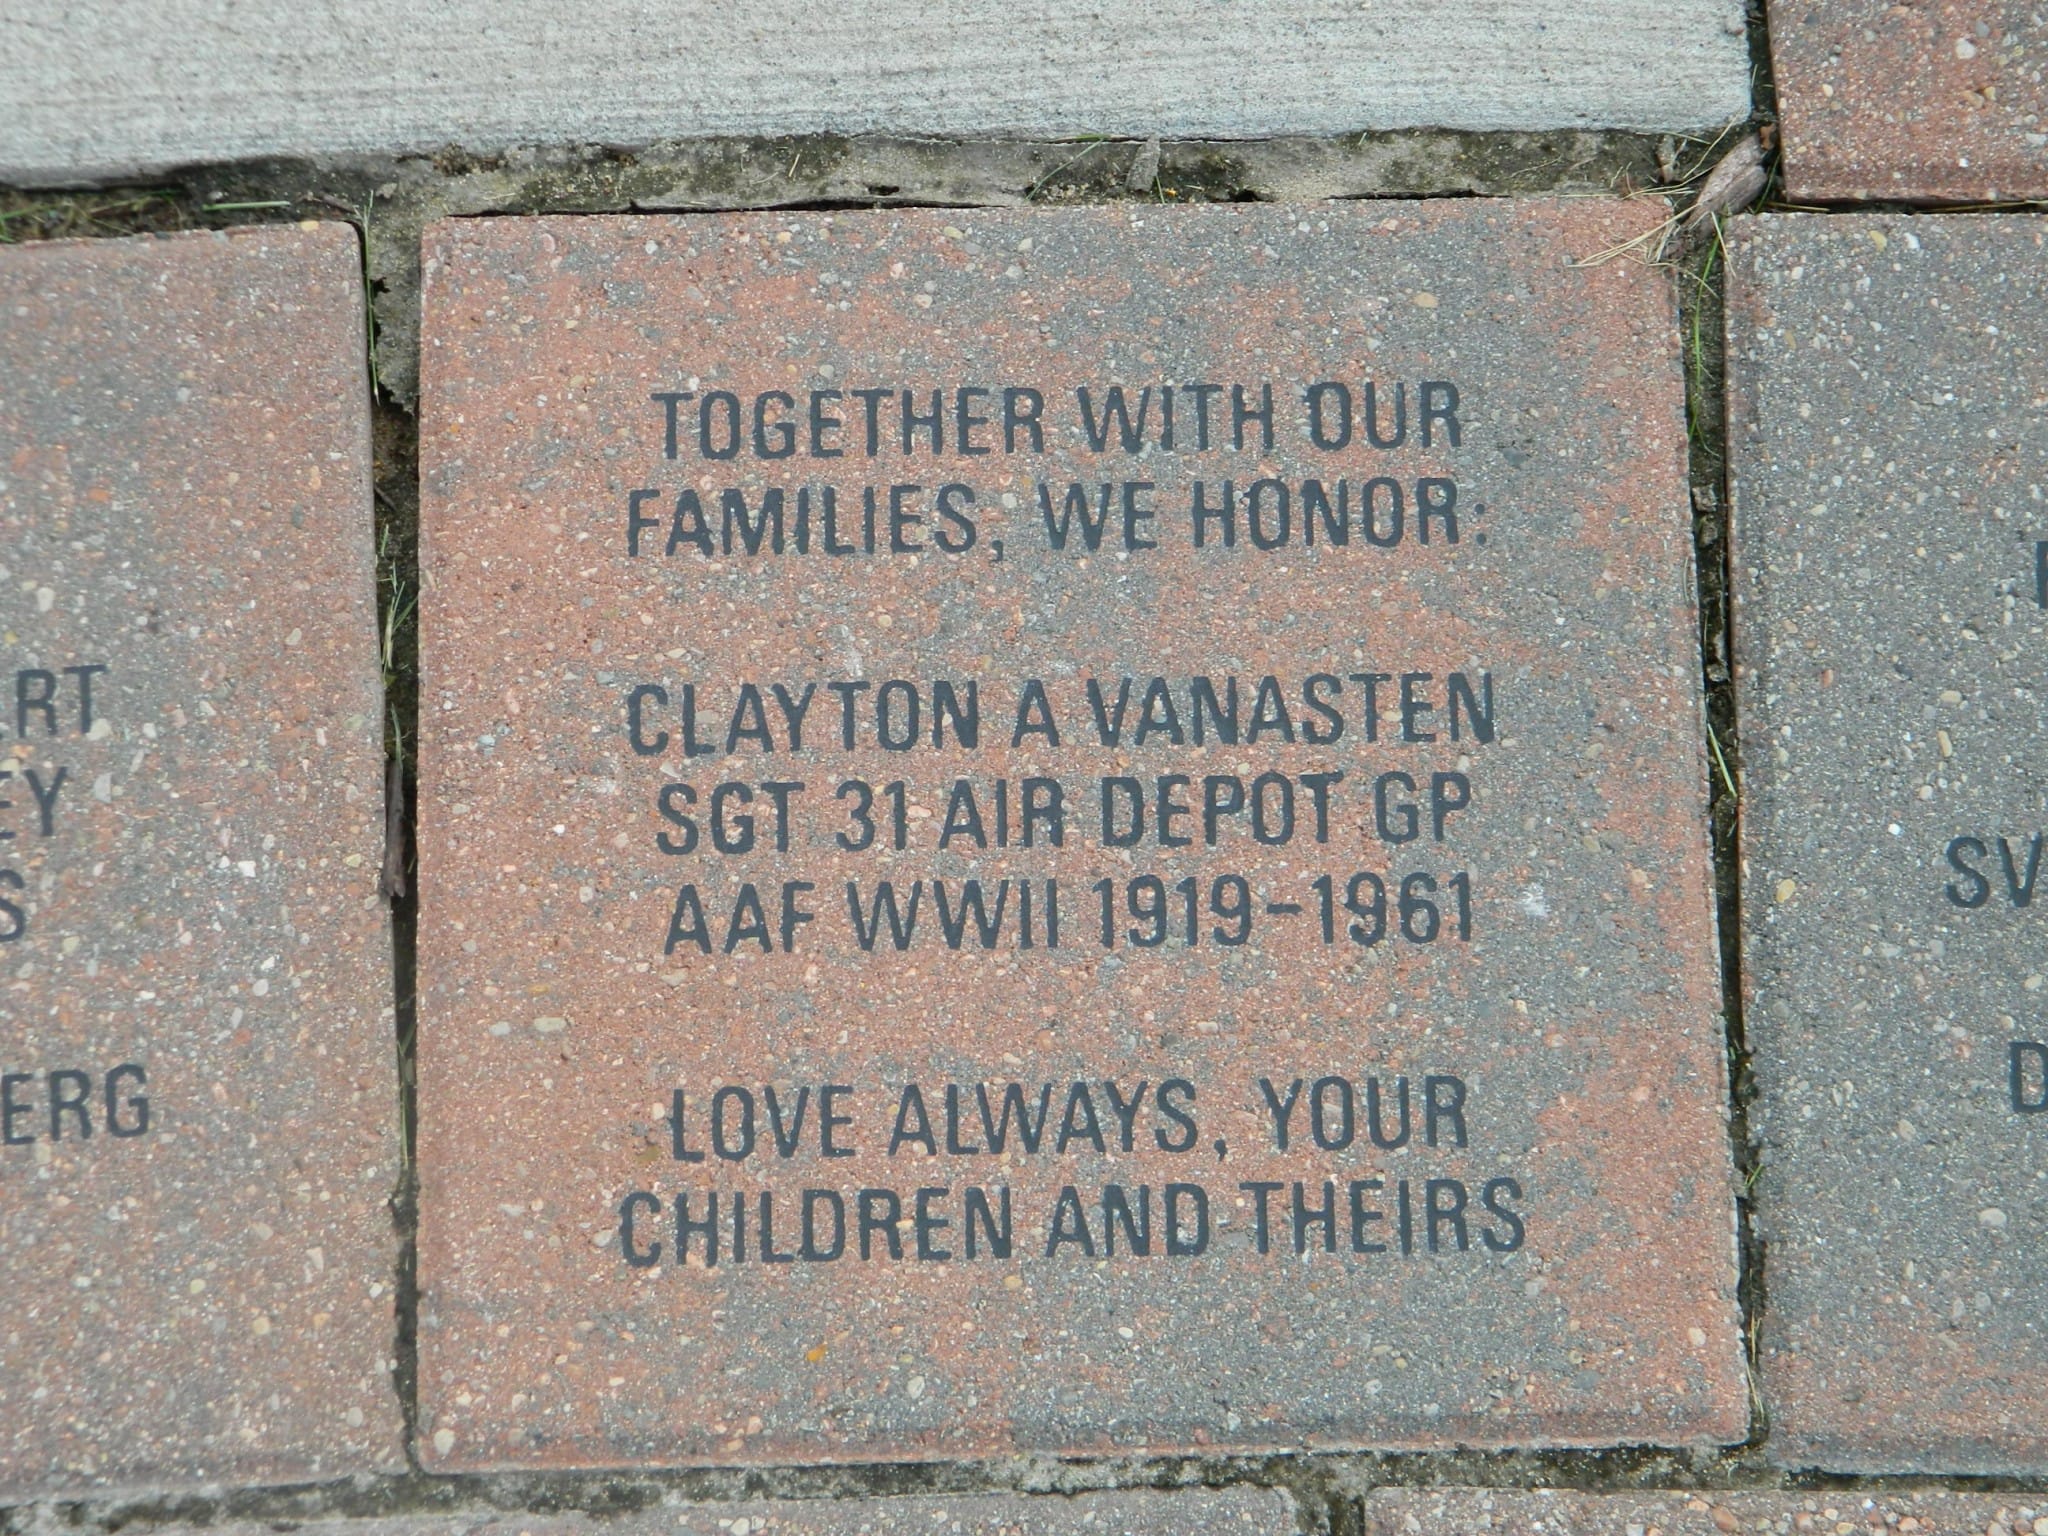 TOGETHER WITH OUR
FAMILIES, WE HONOR:
CLAYTON A VANASTEN
SGT 31 AIR DEPOT GP
AAF WWII 1919-1961
LOVE ALWAYS, YOUR
CHILDREN AND THEIRS